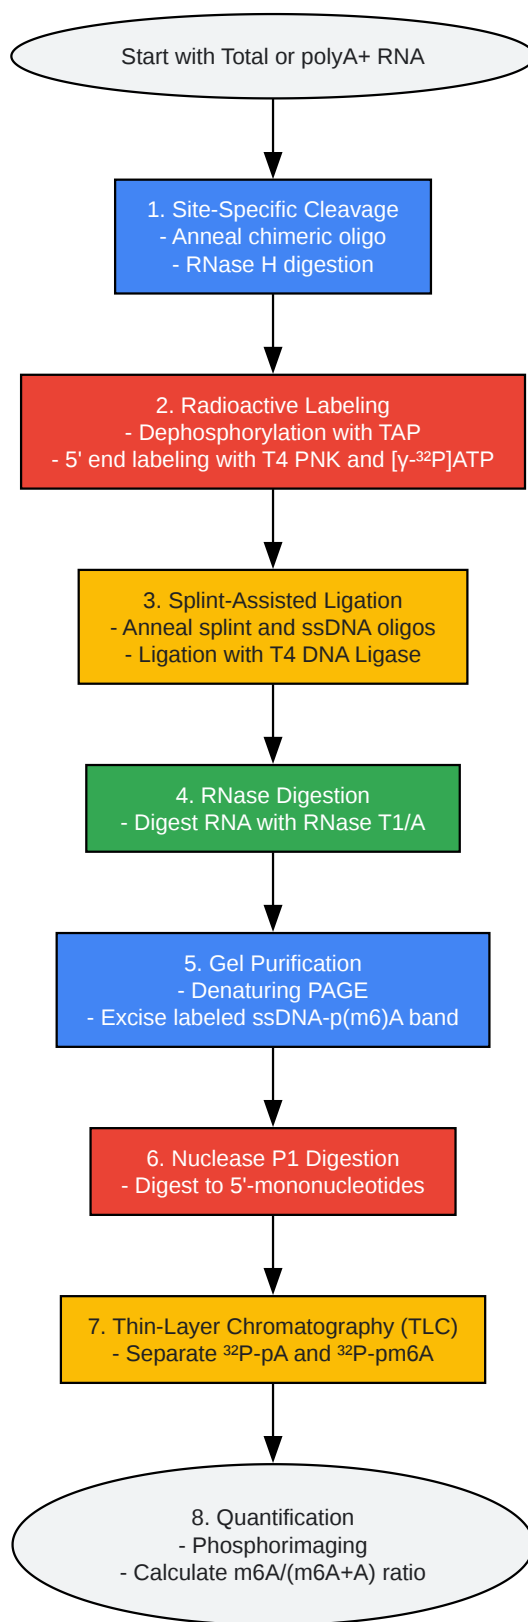 Start with Total or polyA+ RNA
1. Site-Specific Cleavage
- Anneal chimeric oligo
- RNase H digestion
2. Radioactive Labeling
- Dephosphorylation with TAP
- 5' end labeling with T4 PNK and [γ-³²P]ATP
3. Splint-Assisted Ligation
- Anneal splint and ssDNA oligos
- Ligation with T4 DNA Ligase
4. RNase Digestion
- Digest RNA with RNase T1/A
5. Gel Purification
- Denaturing PAGE
- Excise labeled ssDNA-p(m6)A band
6. Nuclease P1 Digestion
- Digest to 5'-mononucleotides
7. Thin-Layer Chromatography (TLC)
- Separate ³²P-pA and ³²P-pm6A
8. Quantification
- Phosphorimaging
- Calculate m6A/(m6A+A) ratio